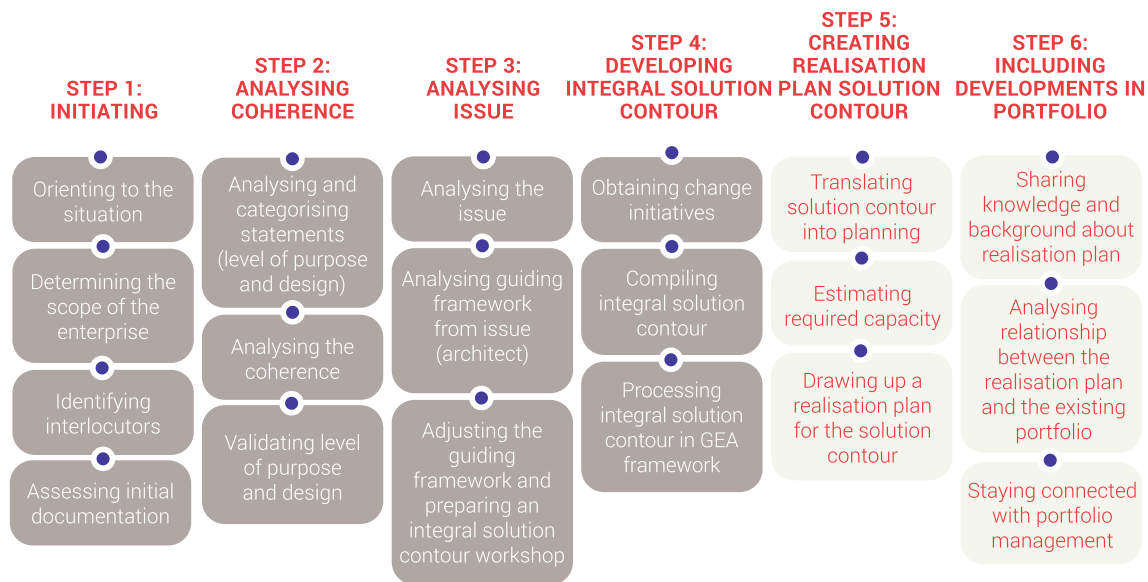 STEP 1:
INITIATING
Orienting to the
situation
Determining the
scope of the
enterprise
Identifying
interlocutors
Assessing initial
documentation
STEP 2:
ANALYSING
COHERENCE
Analysing and
categorising
statements
(level of purpose
and design)
Analysing the
coherence
Validating level
of purpose
and design
STEP 3:
ANALYSING
ISSUE
Analysing the
issue
Analysing guiding
framework
from issue
(architect)
Adjusting the
guiding
framework and
preparing an
integral solution
contour workshop
STEP 4:
DEVELOPING
INTEGRAL SOLUTION
CONTOUR
Obtaining change
initiatives
Compiling
integral solution
contour
Processing
integral solution
contour in GEA
framework
STEP 5:
CREATING
REALISATION
PLAN SOLUTION
CONTOUR
Translating
solution contour
into planning
Estimating
required capacity
Drawing up a
realisation plan
for the solution
contour
STEP 6:
INCLUDING
DEVELOPMENTS IN
PORTFOLIO
Sharing
knowledge and
background about
realisation plan
Analysing
relationship
between the
realisation plan
and the existing
portfolio
Staying connected
with portfolio
management